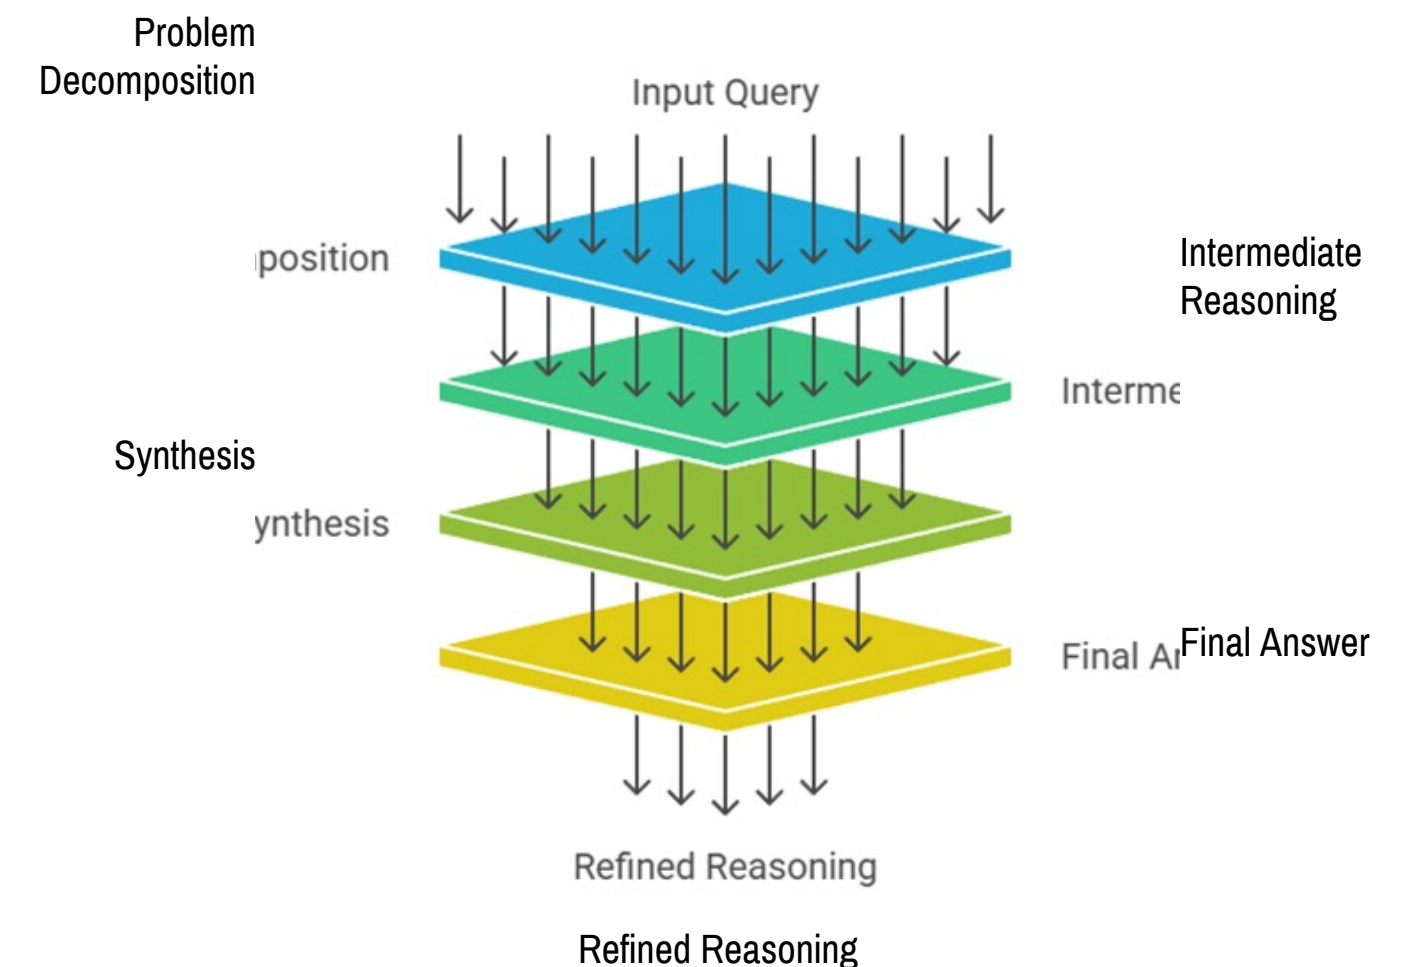 Problem
Decomposition
Input Query
position
Intermediate
Reasoning
Interme
Synthesis
ynthesis
Final Answer
Final A
Refined Reasoning
Refined Reasoning